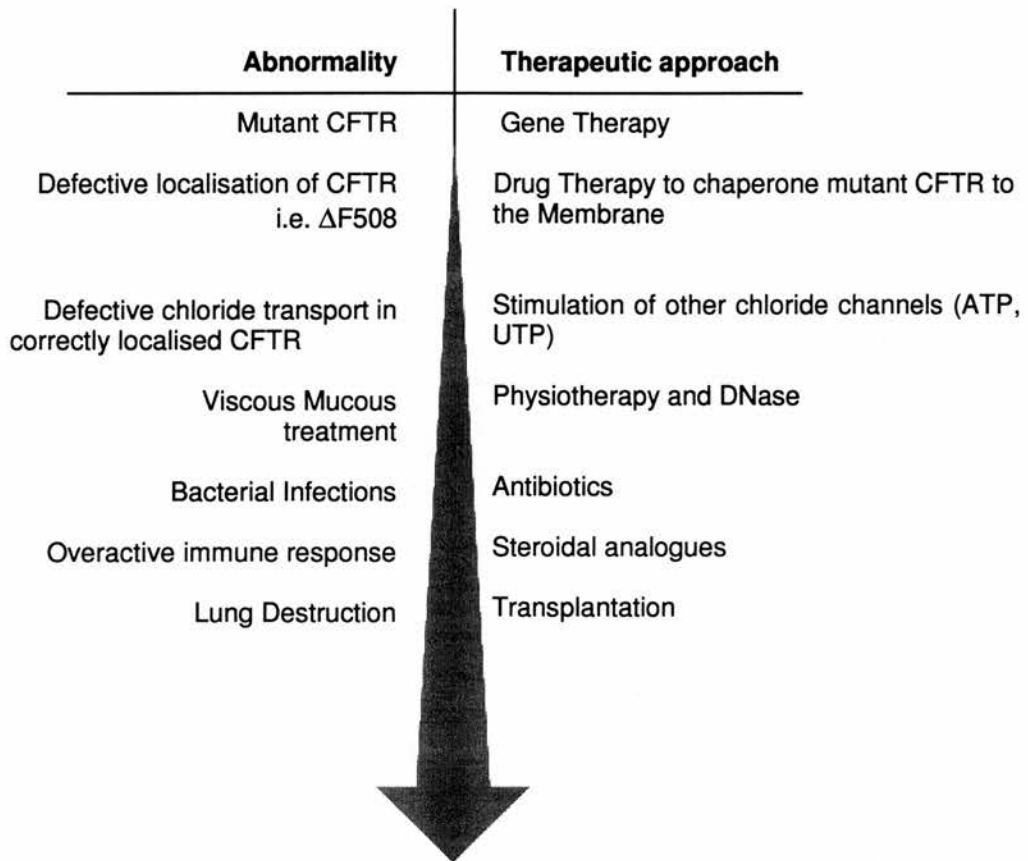 Abnormality
Therapeutic approach
Mutant CFTR
Gene Therapy
Defective localisation of CFTR
i.e. ΔF508
Drug Therapy to chaperone mutant CFTR to
the Membrane
Defective chloride transport in
correctly localised CFTR
Stimulation of other chloride channels (ATP,
UTP)
Viscous Mucous
treatment
Physiotherapy and DNase
Bacterial Infections
Antibiotics
Overactive immune response
Steroidal analogues
Lung Destruction
Transplantation